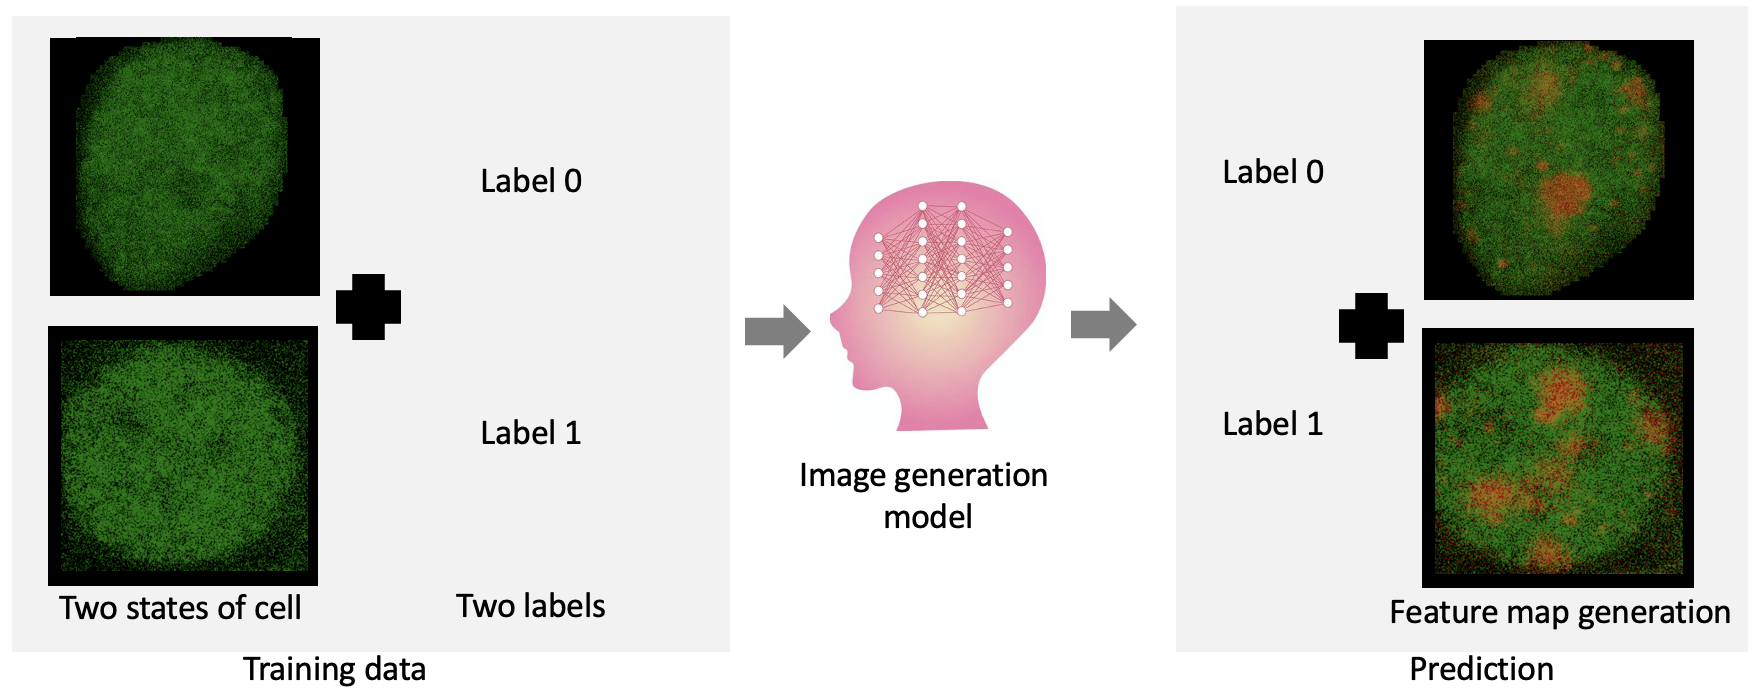 Label 0
Label 1
Two states of cell
Two labels
Training data
Image generation
model
Label 0
Label 1
Feature map generation
Prediction